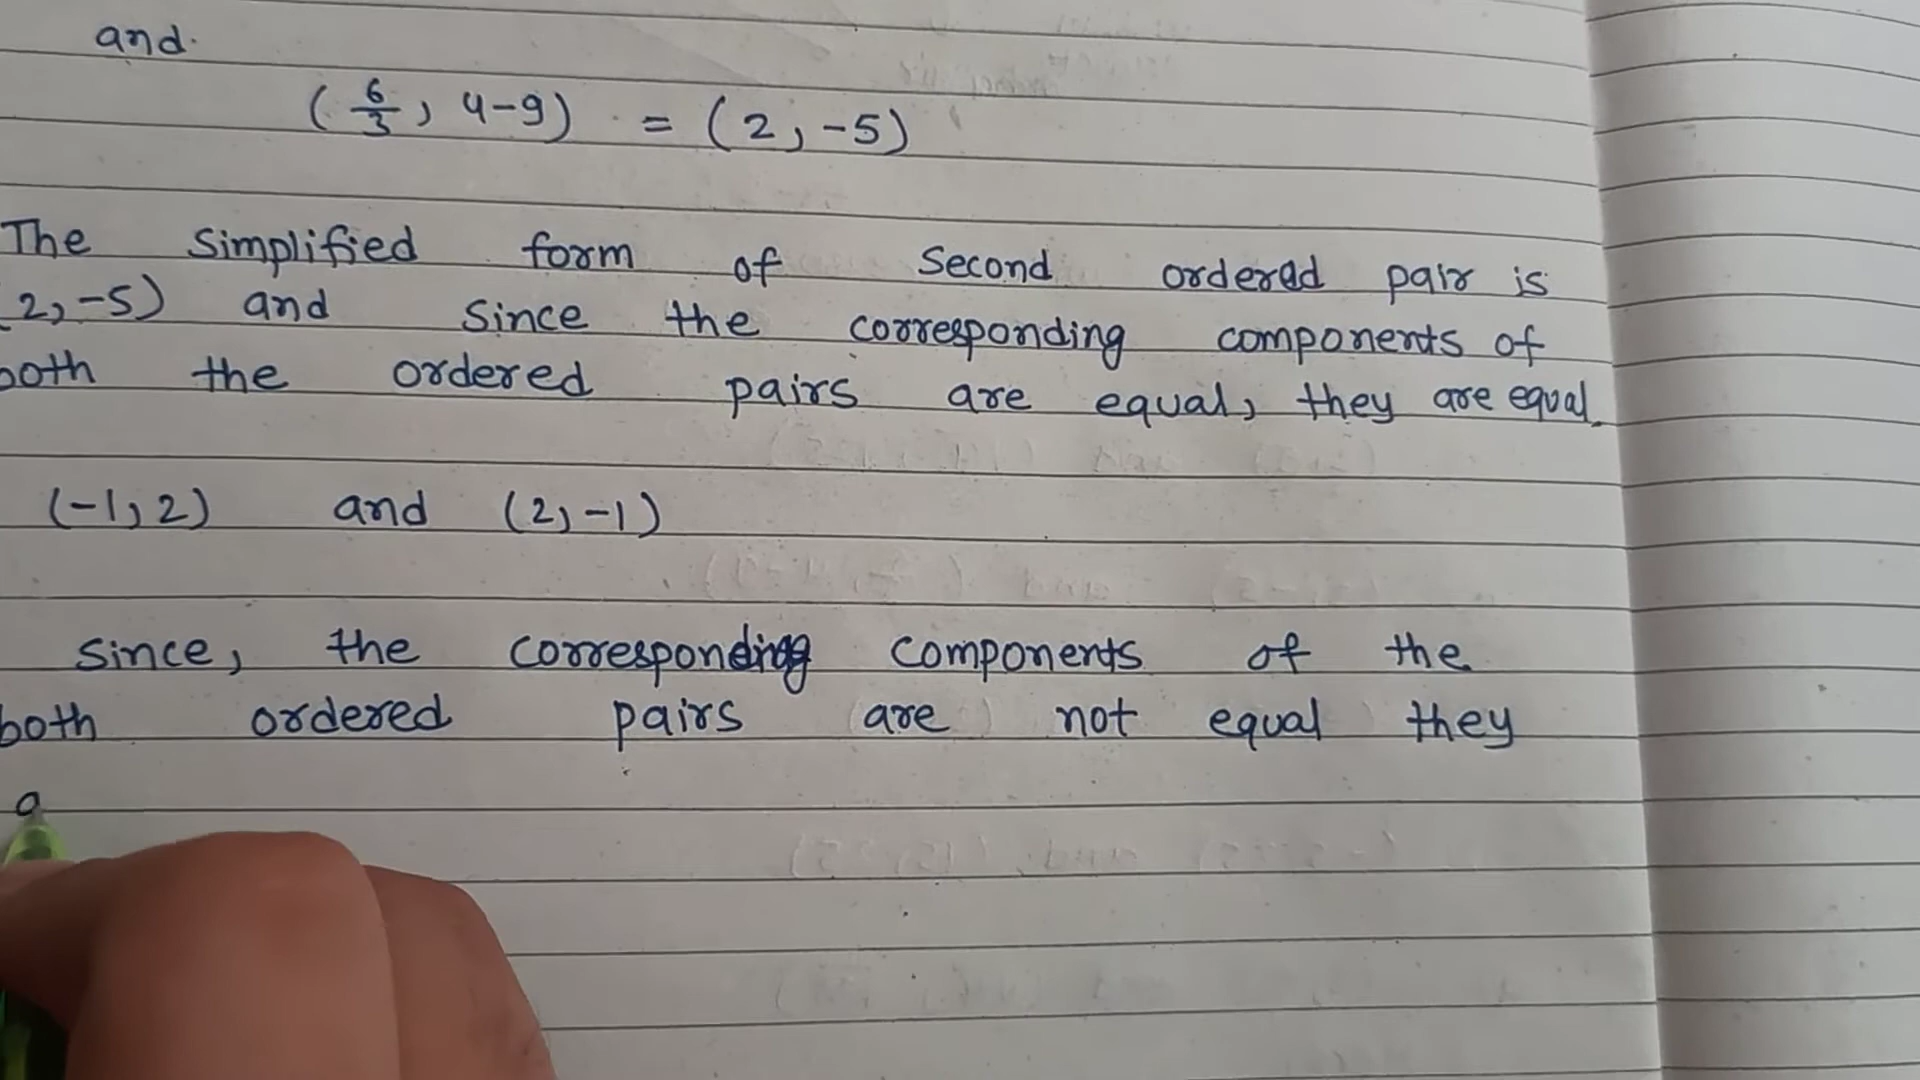 and.
(6/3, 4-9) = (2, -5)
The simplified form of second ordered pair is
2, -5) and since the corresponding components of
both the ordered pairs are equal, they are equal.
(-1, 2) and (2, -1)
since, the corresponding components of the
both ordered pairs are not equal they
a